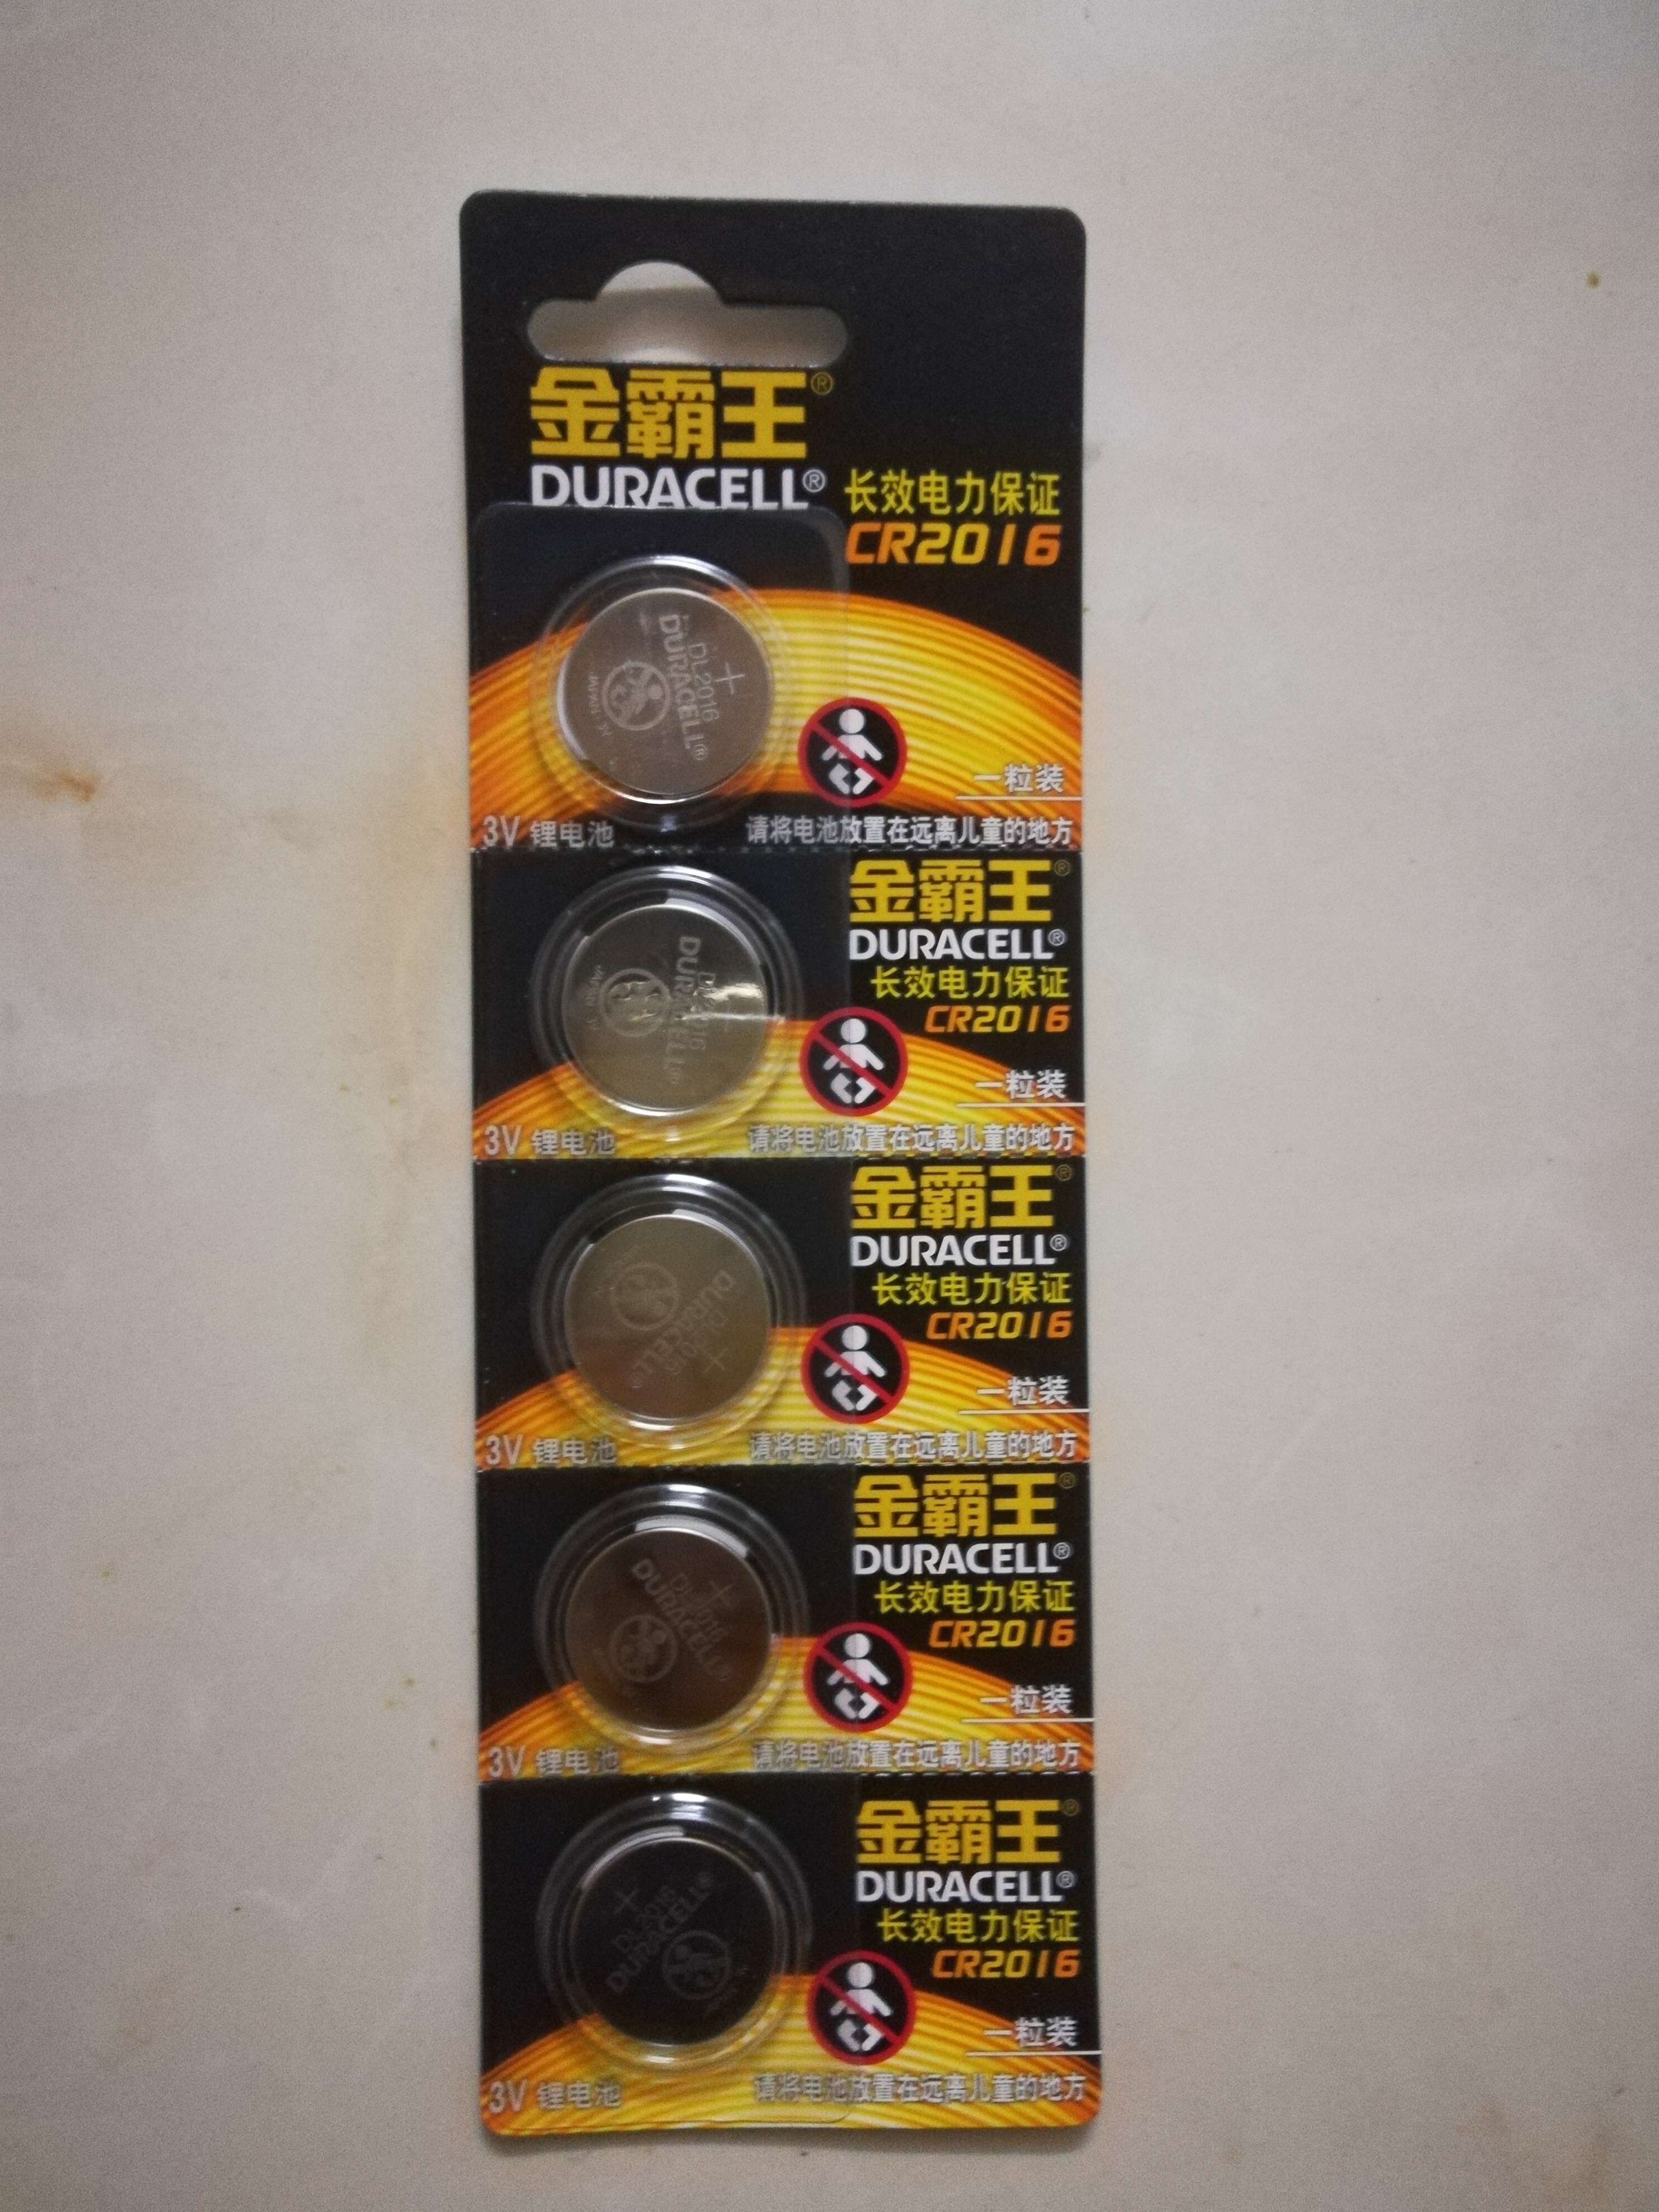 金霸王®
DURACELL®
长效电力保证
CR2016
DL2016
DURACELL®
一粒装
3V 锂电池
请将电池放置在远离儿童的地方
金霸王®
DURACELL®
长效电力保证
CR2016
DURACELL®
一粒装
3V 锂电池
请将电池放置在远离儿童的地方
金霸王®
DURACELL®
长效电力保证
CR2016
DURACELL®
一粒装
3V 锂电池
请将电池放置在远离儿童的地方
金霸王®
DURACELL®
长效电力保证
CR2016
DL2016
DURACELL®
一粒装
3V 锂电池
请将电池放置在远离儿童的地方
金霸王®
DURACELL®
长效电力保证
CR2016
DL2016
DURACELL®
一粒装
3V 锂电池
请将电池放置在远离儿童的地方